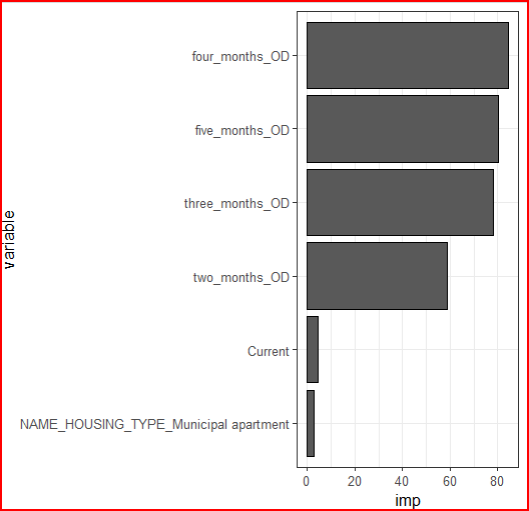 four_months_OD
five_months_OD
three_months_OD
two_months_OD
Current
NAME_HOUSING_TYPE_Municipal apartment
variable
0 20 40 60 80
imp